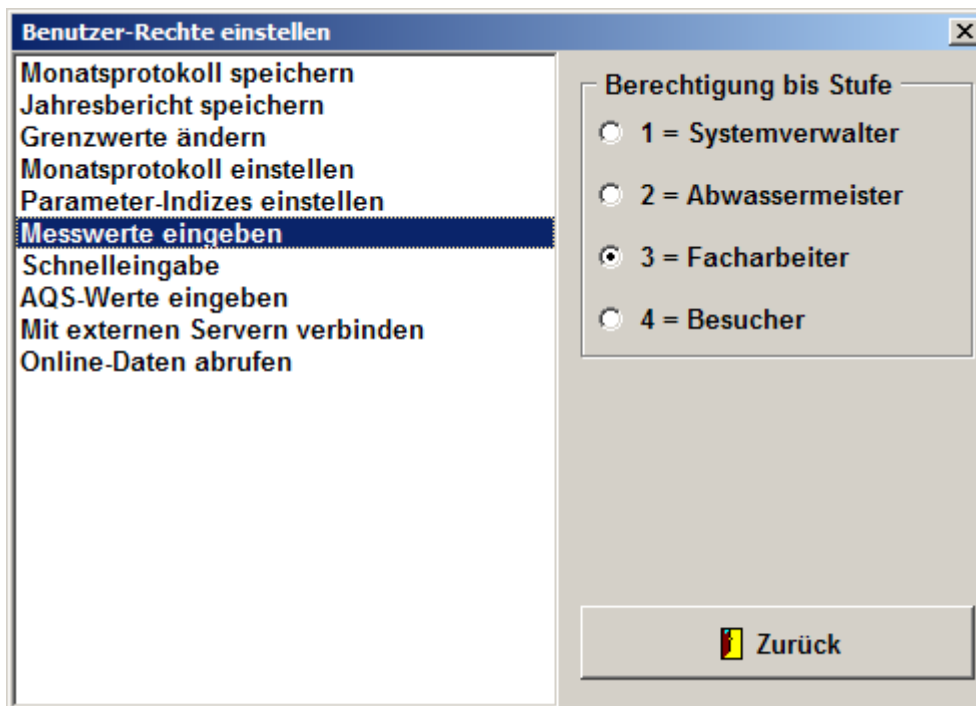 Benutzer-Rechte einstellen
Monatsprotokoll speichern
Jahresbericht speichern
Grenzwerte ändern
Monatsprotokoll einstellen
Parameter-Indizes einstellen
Messwerte eingeben
Schnelleingabe
AQS-Werte eingeben
Mit externen Servern verbinden
Online-Daten abrufen
Berechtigung bis Stufe
1 = Systemverwalter
2 = Abwassermeister
3 = Facharbeiter
4 = Besucher
Zurück